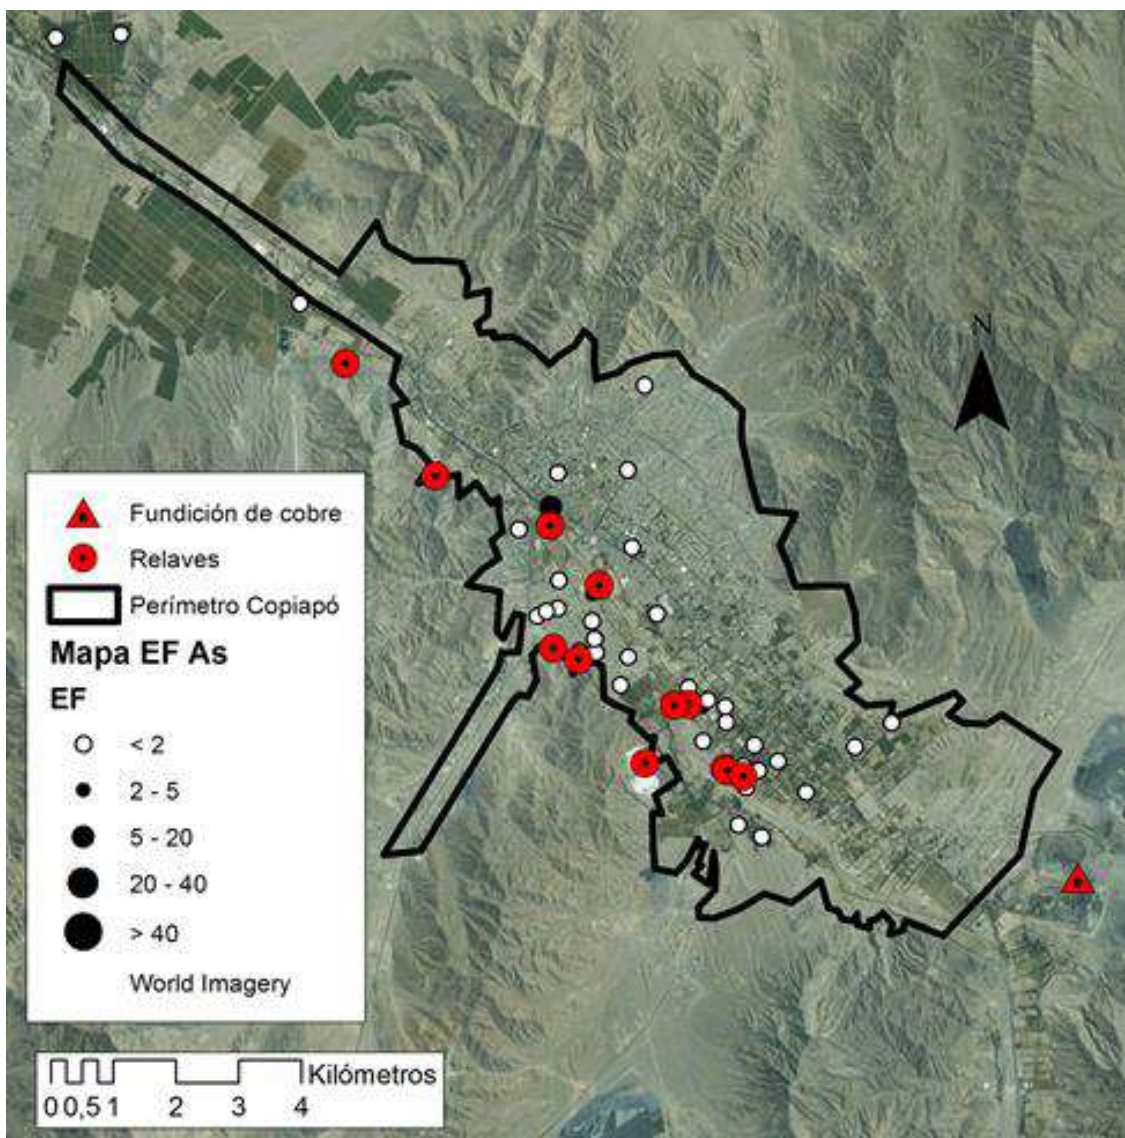 N
Fundición de cobre
Relaves
Perímetro Copiapó
Mapa EF As
EF
< 2
2 - 5
5 - 20
20 - 40
> 40
World Imagery
Kilómetros
0 0,5 1 2 3 4